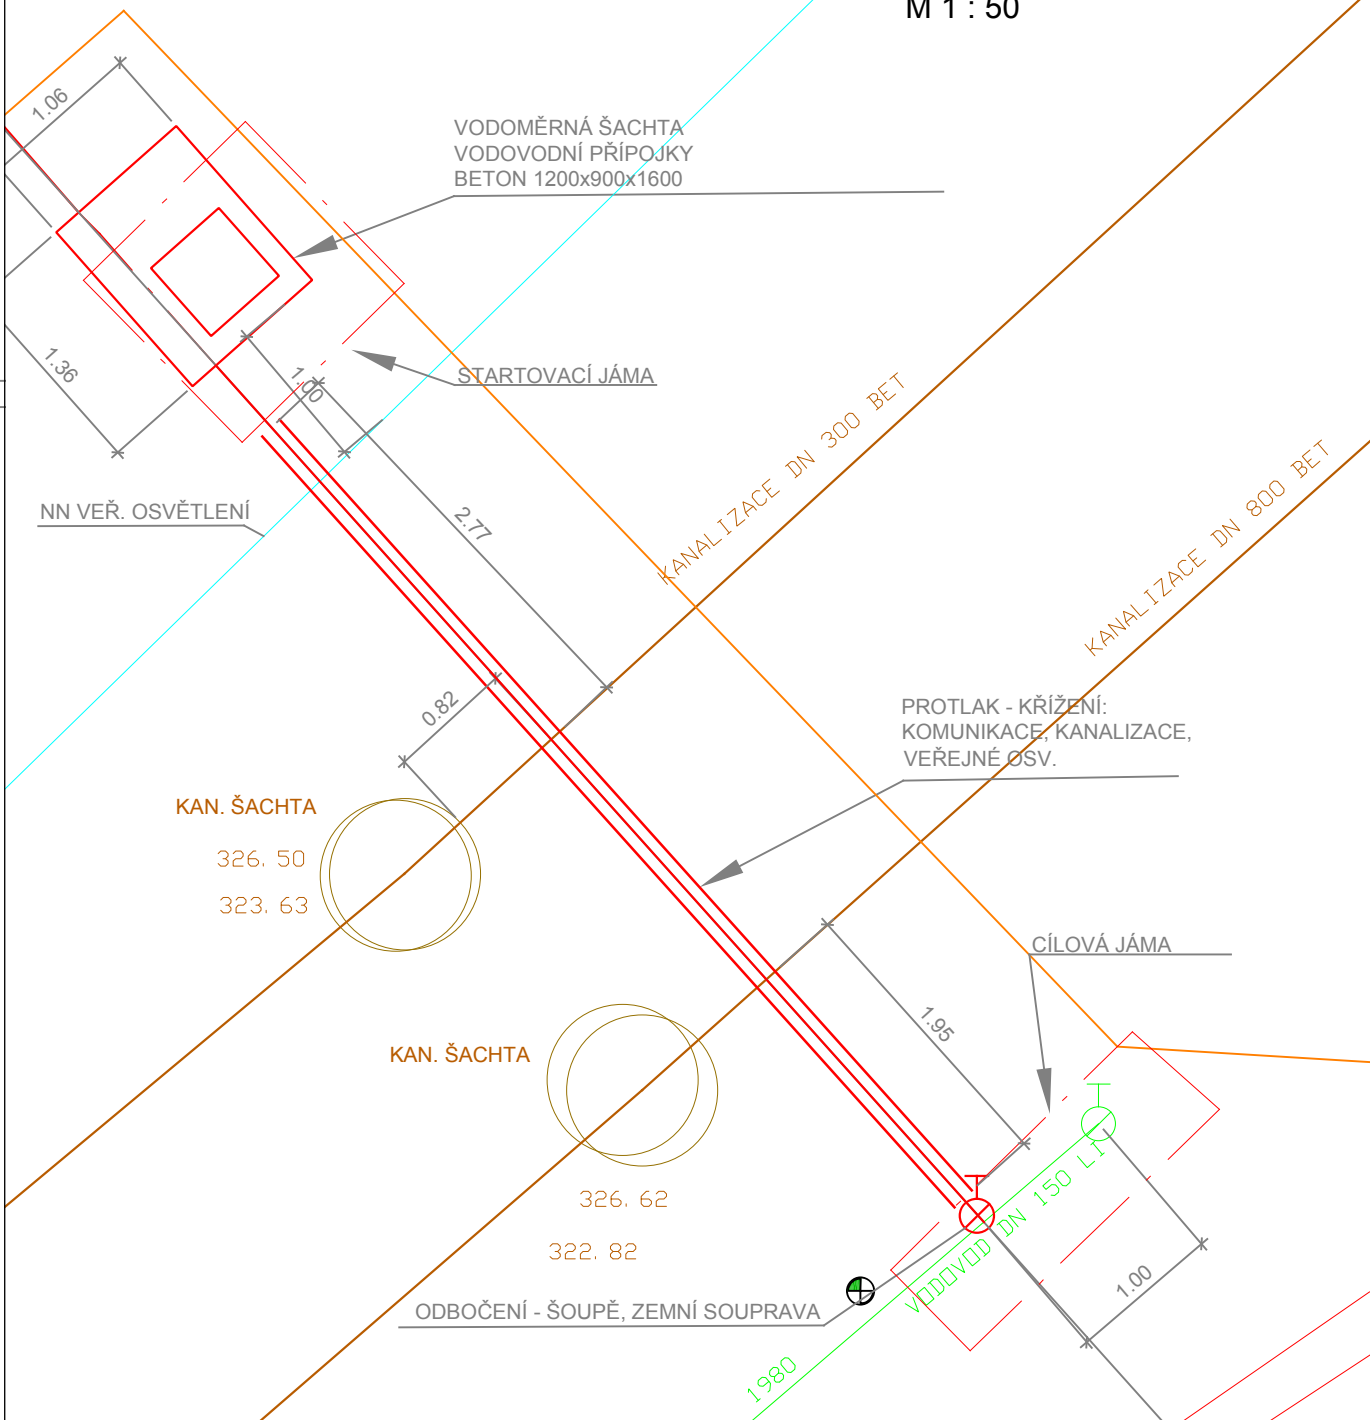 M 1 : 50
1.06
VODOMĚRNÁ ŠACHTA
VODOVODNÍ PŘÍPOJKY
BETON 1200x900x1600
1.36
1.00
STARTOVACÍ JÁMA
KANALIZACE DN 300 BET
NN VEŘ. OSVĚTLENÍ
2.77
KANALIZACE DN 800 BET
0.82
PROTLAK - KŘÍŽENÍ:
KOMUNIKACE, KANALIZACE,
VEŘEJNÉ OSV.
KAN. ŠACHTA
326. 50
323. 63
CÍLOVÁ JÁMA
1.95
KAN. ŠACHTA
326. 62
322. 82
VODOVOD DN 150 LT
1.00
ODBOČENÍ - ŠOUPĚ, ZEMNÍ SOUPRAVA
1980